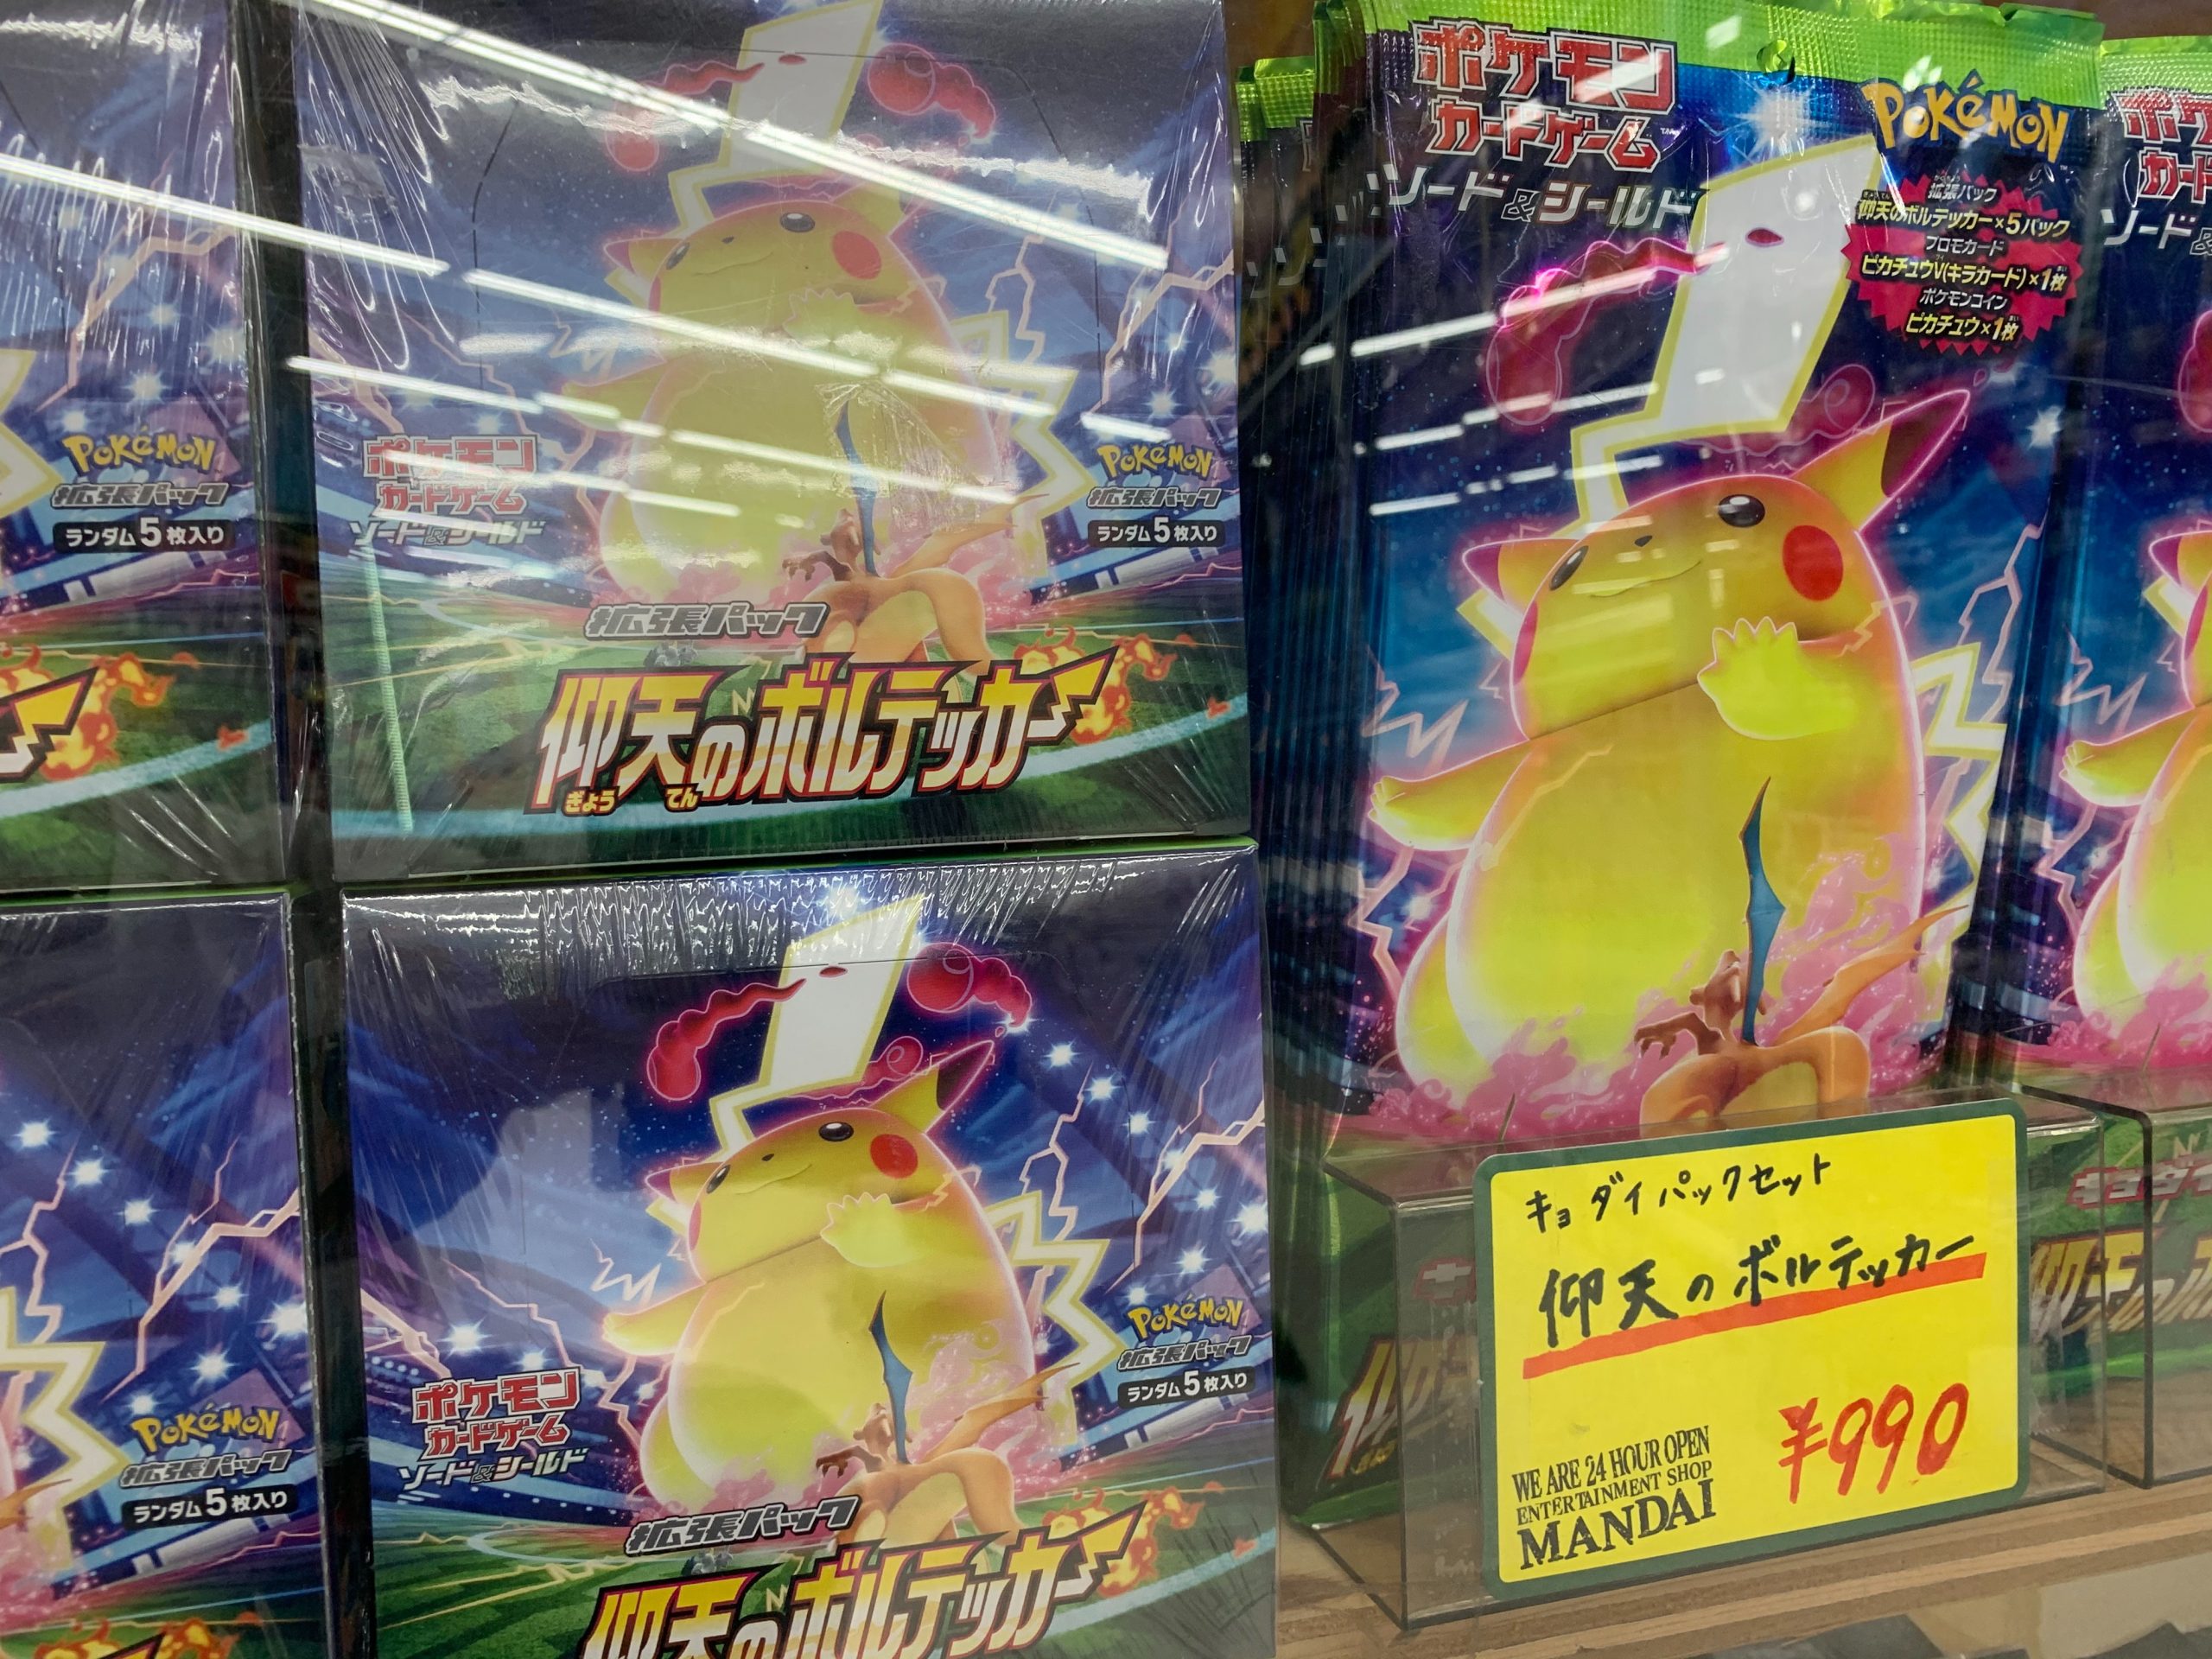 Pokémon
拡張パック
ランダム5枚入り
ポケモン
カードゲーム
ソード&シールド
Pokémon
拡張パック
ランダム5枚入り
拡張パック
仰天のボルテッカー
ぎょう てん
Pokémon
拡張パック
ランダム5枚入り
ポケモン
カードゲーム
ソード&シールド
Pokémon
拡張パック
ランダム5枚入り
拡張パック
仰天のボルテッカー
ポケモン
カードゲーム
ソード&シールド
Pokémon
拡張パック
仰天のボルテッカー×5パック
プロモカード
ピカチュウV(キラカード)×1枚
ポケモンコイン
ピカチュウ×1枚
キョダイパックセット
仰天のボルテッカー
¥990
WE ARE 24 HOUR OPEN
ENTERTAINMENT SHOP
MANDAI